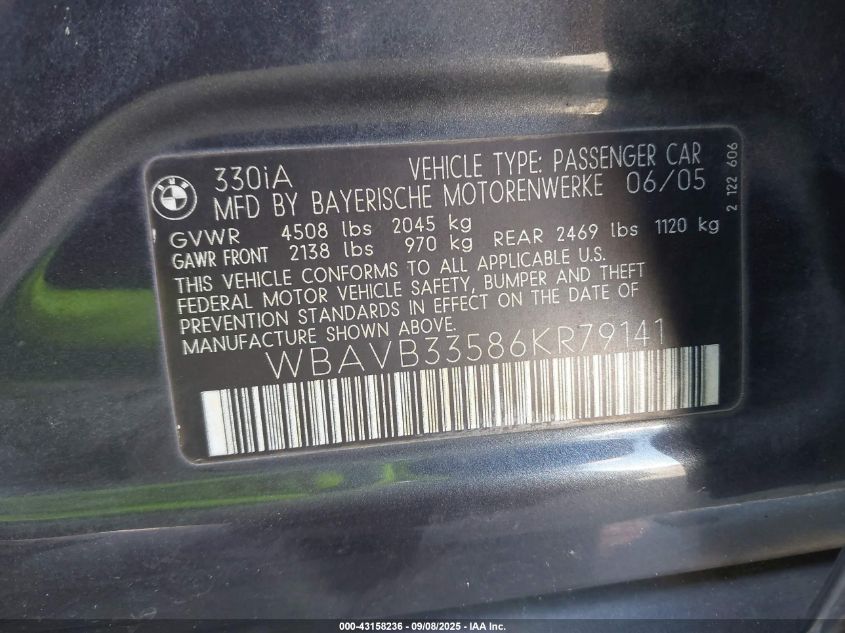 330iA VEHICLE TYPE: PASSENGER CAR
MFD BY BAYERISCHE MOTORENWERKE 06/05
GVWR 4508 lbs 2045 kg
GAWR FRONT 2138 lbs 970 kg REAR 2469 lbs 1120 kg
THIS VEHICLE CONFORMS TO ALL APPLICABLE U.S.
FEDERAL MOTOR VEHICLE SAFETY, BUMPER AND THEFT
PREVENTION STANDARDS IN EFFECT ON THE DATE OF
MANUFACTURE SHOWN ABOVE.
WBAVB33586KR79141
2 122 606
BMW
000-43158236 - 09/08/2025 - IAA Inc.